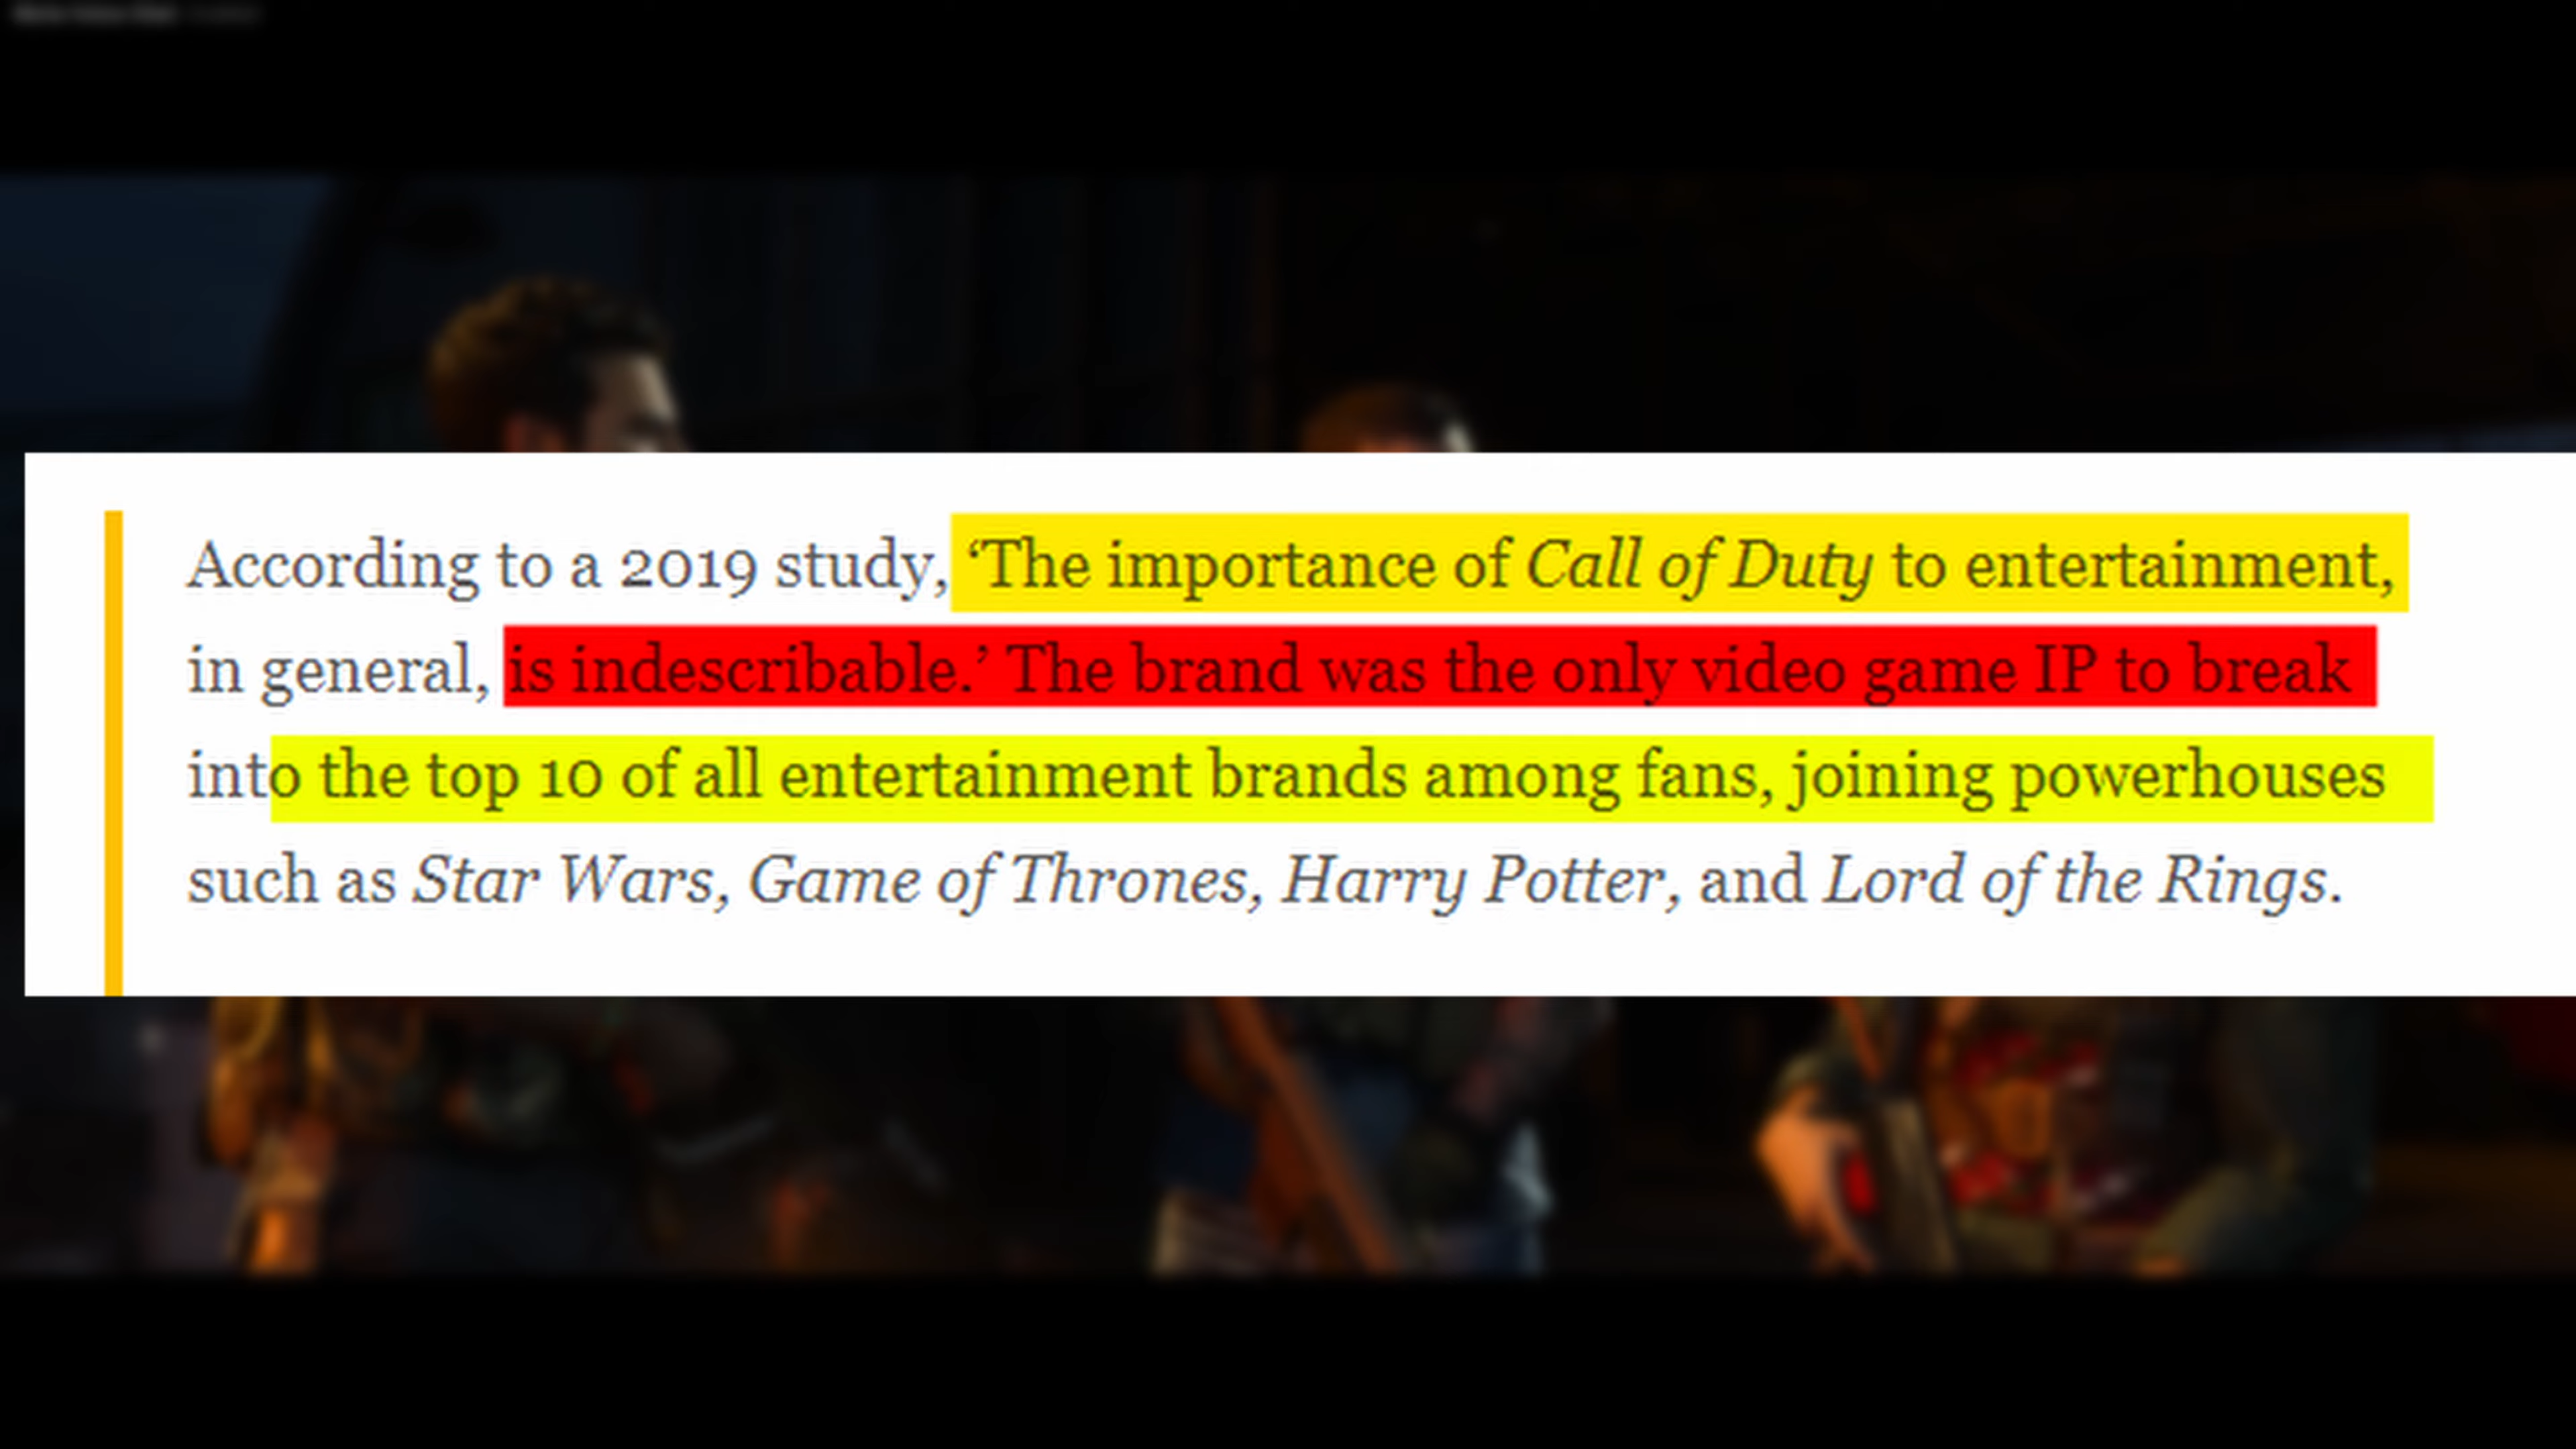 According to a 2019 study, ‘The importance of Call of Duty to entertainment,
in general, is indescribable.’ The brand was the only video game IP to break
into the top 10 of all entertainment brands among fans, joining powerhouses
such as Star Wars, Game of Thrones, Harry Potter, and Lord of the Rings.